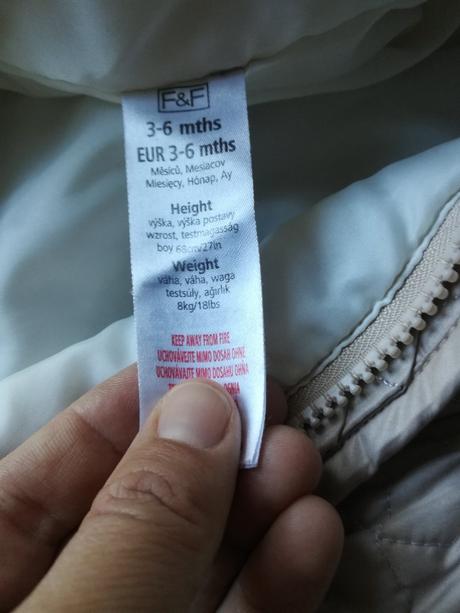 F&F
3-6 mths
EUR 3-6 mths
Měsíců, Mesiacov
Miesięcy, Hónap, Ay
Height
výška, výška postavy
wzrost, testmagasság
boy 68cm/27in
Weight
váha, váha, waga
testsúly, ağırlık
8kg/18lbs
KEEP AWAY FROM FIRE
UCHOVÁVEJTE MIMO DOSAH OHNE
UCHOVÁVAJTE MIMO DOSAHU OHŇA